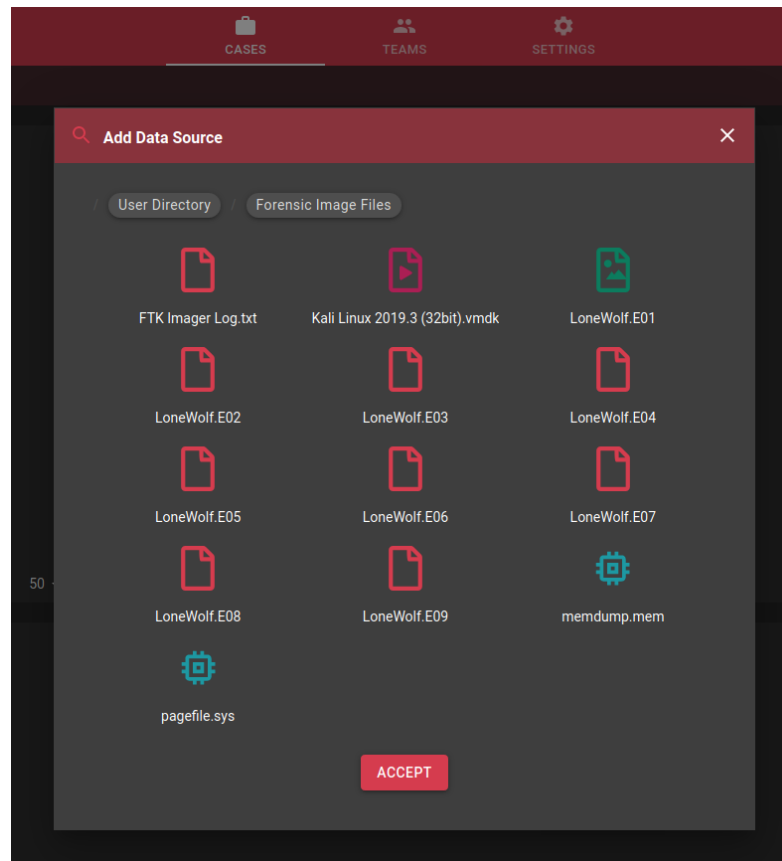 CASES
TEAMS
SETTINGS
Add Data Source
/ User Directory / Forensic Image Files
FTK Imager Log.txt
Kali Linux 2019.3 (32bit).vmdk
LoneWolf.E01
LoneWolf.E02
LoneWolf.E03
LoneWolf.E04
LoneWolf.E05
LoneWolf.E06
LoneWolf.E07
50
LoneWolf.E08
LoneWolf.E09
memdump.mem
pagefile.sys
ACCEPT